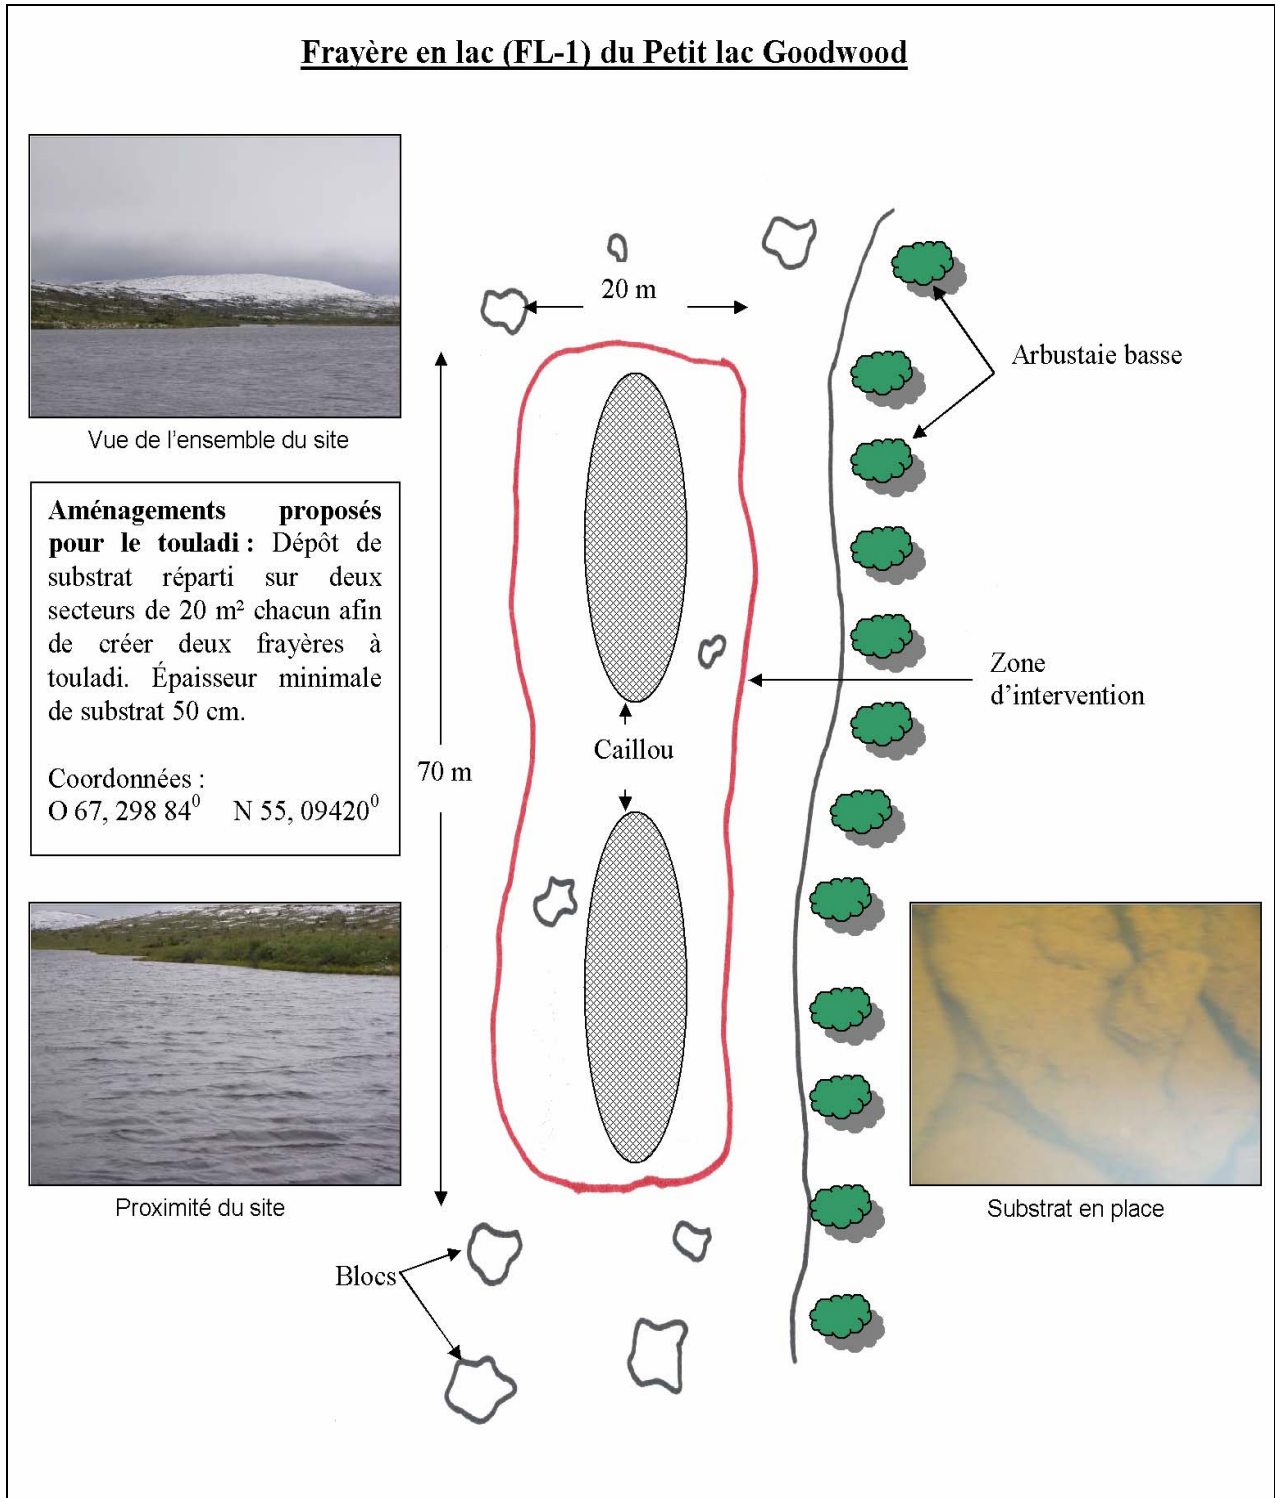 Frayère en lac (FL-1) du Petit lac Goodwood
20 m
Arbustaie basse
Vue de l'ensemble du site
Aménagements proposés
pour le touladi : Dépôt de
substrat réparti sur deux
secteurs de 20 m² chacun afin
de créer deux frayères à
touladi. Épaisseur minimale
de substrat 50 cm.
Coordonnées :
O 67, 298 84⁰ N 55, 09420⁰
Zone
d'intervention
Caillou
70 m
Proximité du site
Substrat en place
Blocs